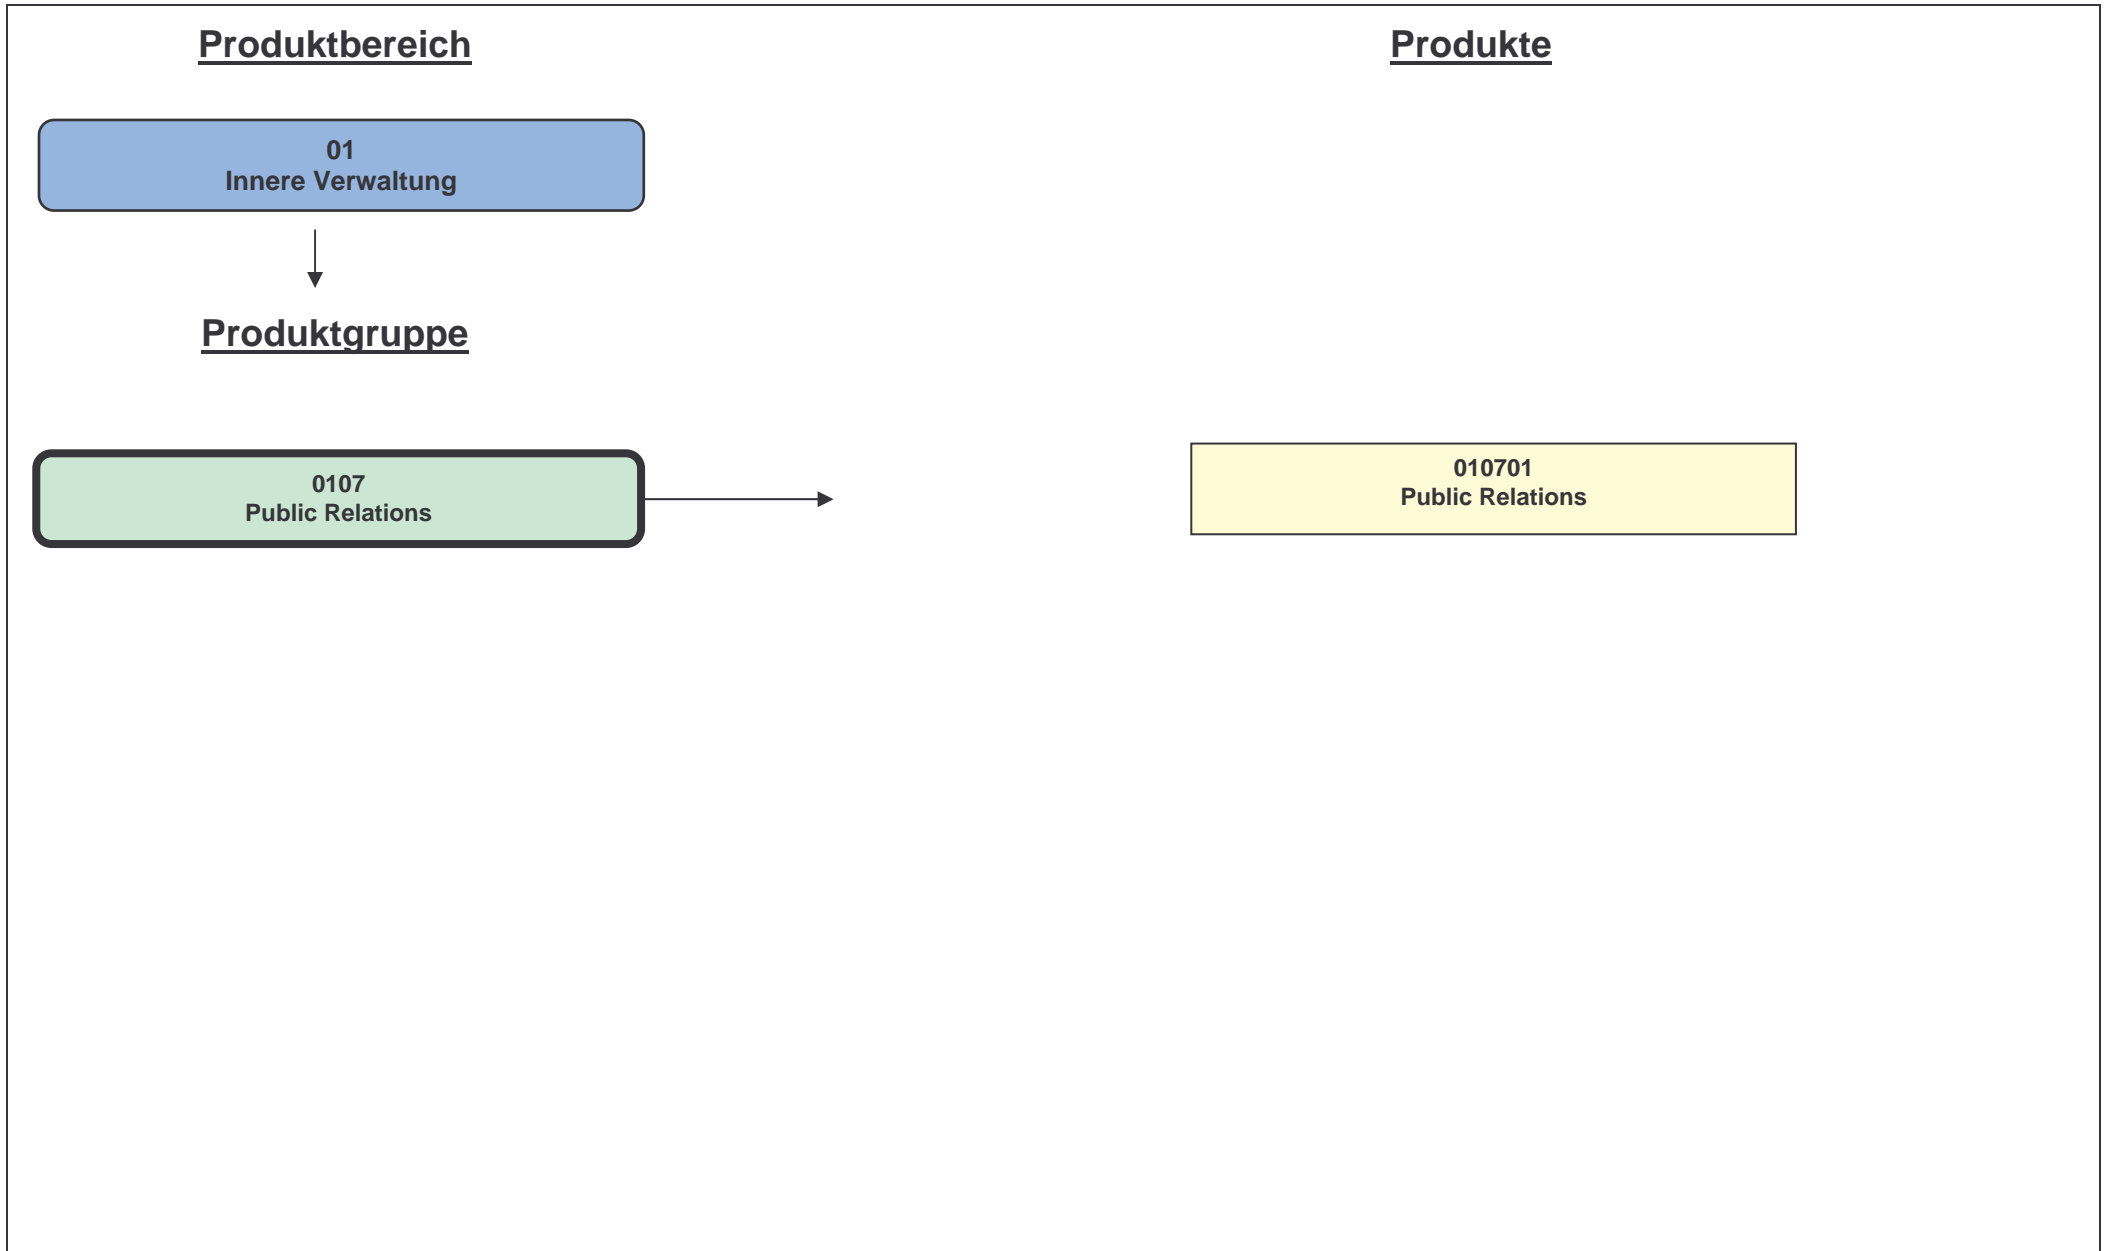 Produktbereich
Produkte
01
Innere Verwaltung
Produktgruppe
0107
Public Relations
010701
Public Relations